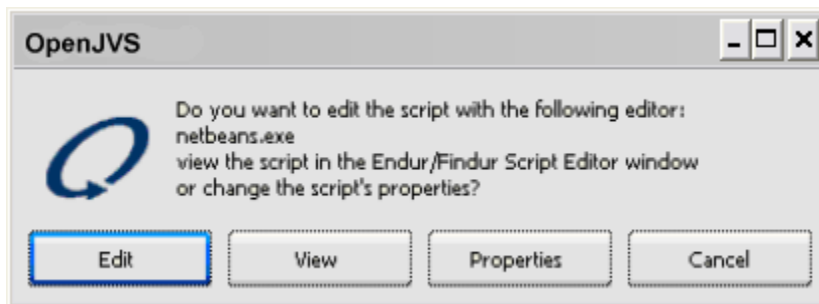 OpenJVS
Do you want to edit the script with the following editor:
netbeans.exe
view the script in the Endur/Findur Script Editor window
or change the script's properties?
Edit
View
Properties
Cancel